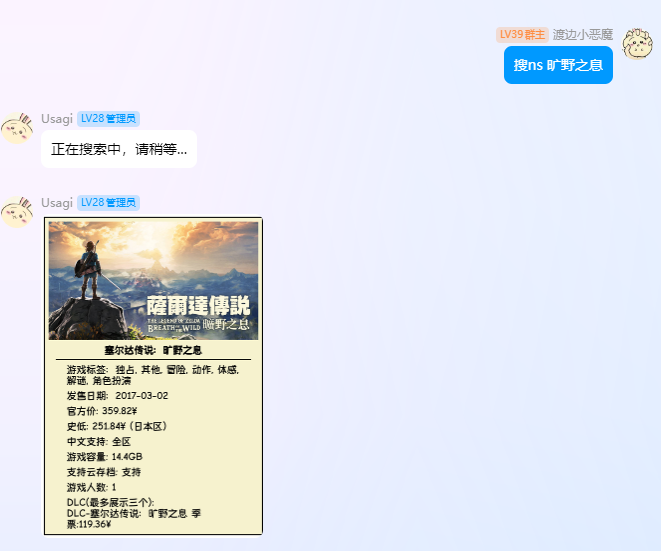 LV39 群主 渡边小恶魔
搜ns 旷野之息
Usagi LV28 管理员
正在搜索中，请稍等...
Usagi LV28 管理员
薩爾達傳說
THE LEGEND OF ZELDA
BREATH OF THE WILD 曠野之息
塞尔达传说：旷野之息
游戏标签：独占, 其他, 冒险, 动作, 体感,
解谜, 角色扮演
发售日期：2017-03-02
官方价: 359.82¥
史低: 251.84¥ (日本区)
中文支持: 全区
游戏容量: 14.4GB
支持云存档: 支持
游戏人数: 1
DLC(最多展示三个):
DLC-塞尔达传说：旷野之息 季
票:119.36¥